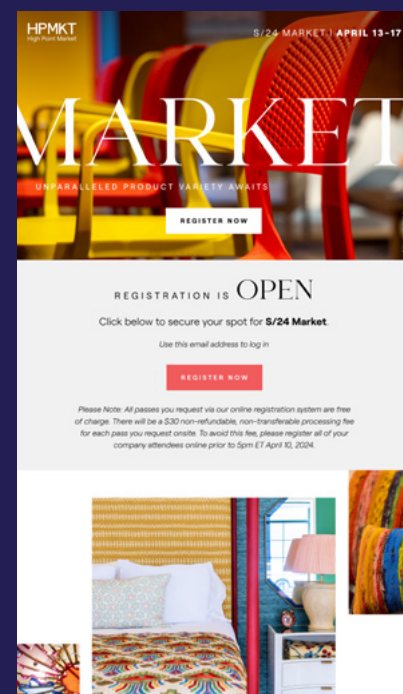 HPMKT
High Point Market
S/24 MARKET | APRIL 13-17
MARKET
UNPARALLELED PRODUCT VARIETY AWAITS
REGISTER NOW
REGISTRATION IS OPEN
Click below to secure your spot for S/24 Market.
Use this email address to log in
REGISTER NOW
Please Note: All passes you request via our online registration system are free
of charge. There will be a $30 non-refundable, non-transferable processing fee
for each pass you request onsite. To avoid this fee, please register all of your
company attendees online prior to 5pm ET April 10, 2024.